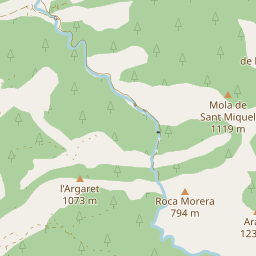 de l
Mola de
Sant Miquel
1119 m
l'Argaret
1073 m
Roca Morera
794 m
Ara
123